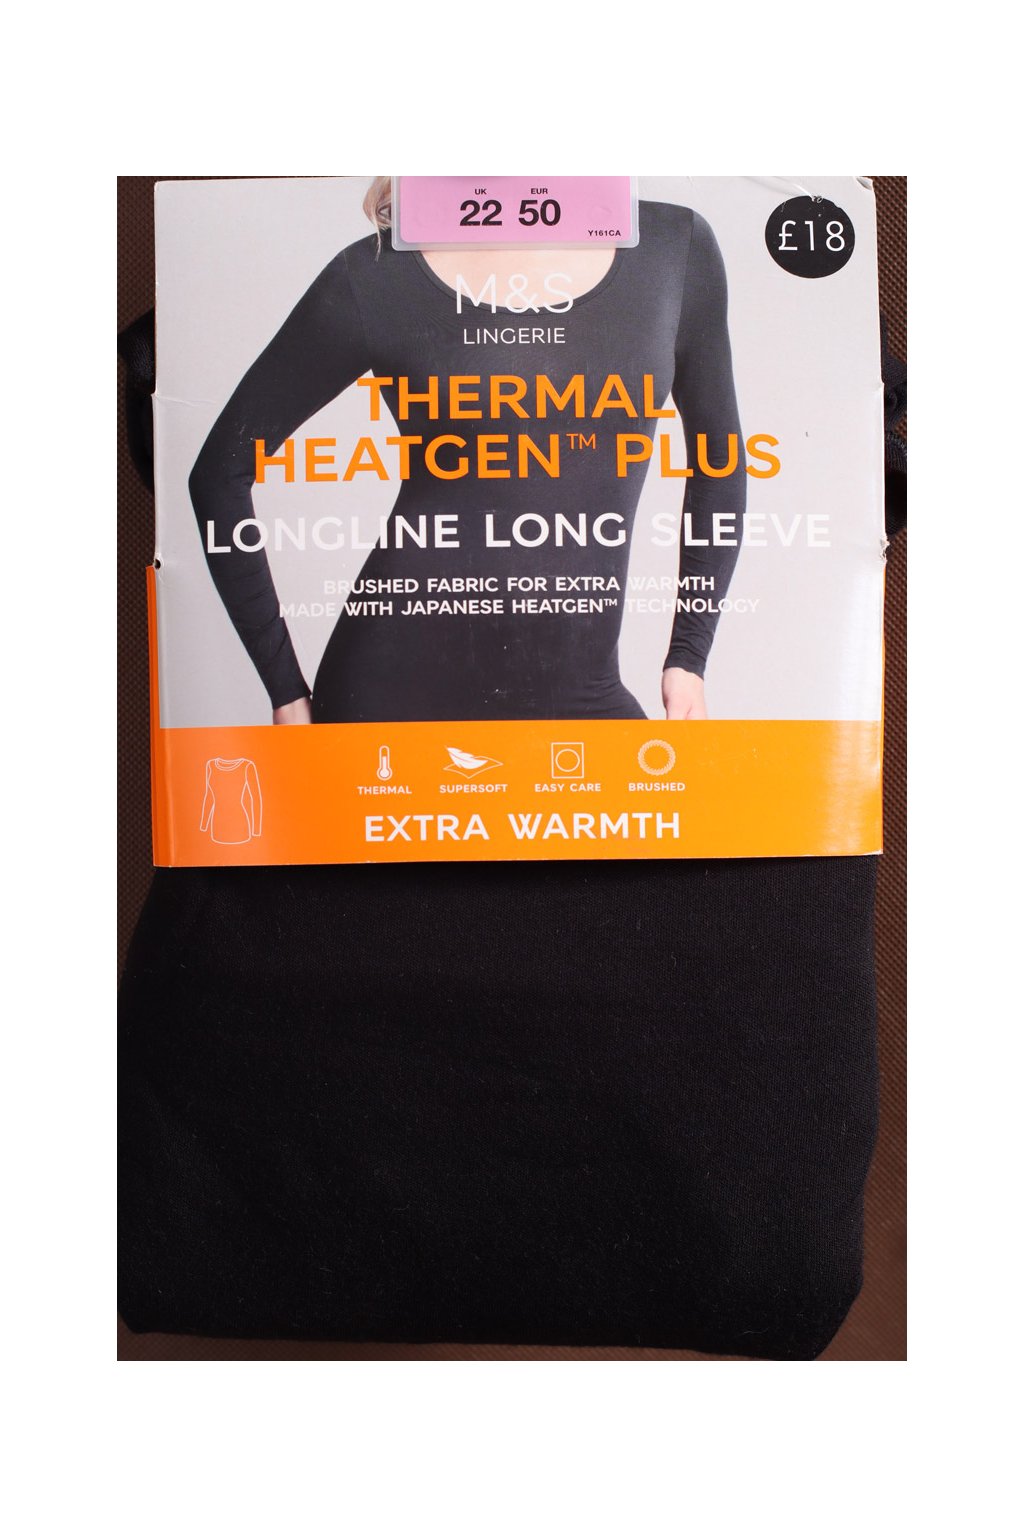 UK EUR
22 50
Y161CA
£18
M&S
LINGERIE
THERMAL
HEATGEN™ PLUS
LONGLINE LONG SLEEVE
BRUSHED FABRIC FOR EXTRA WARMTH
MADE WITH JAPANESE HEATGEN™ TECHNOLOGY
THERMAL SUPERSOFT EASY CARE BRUSHED
EXTRA WARMTH